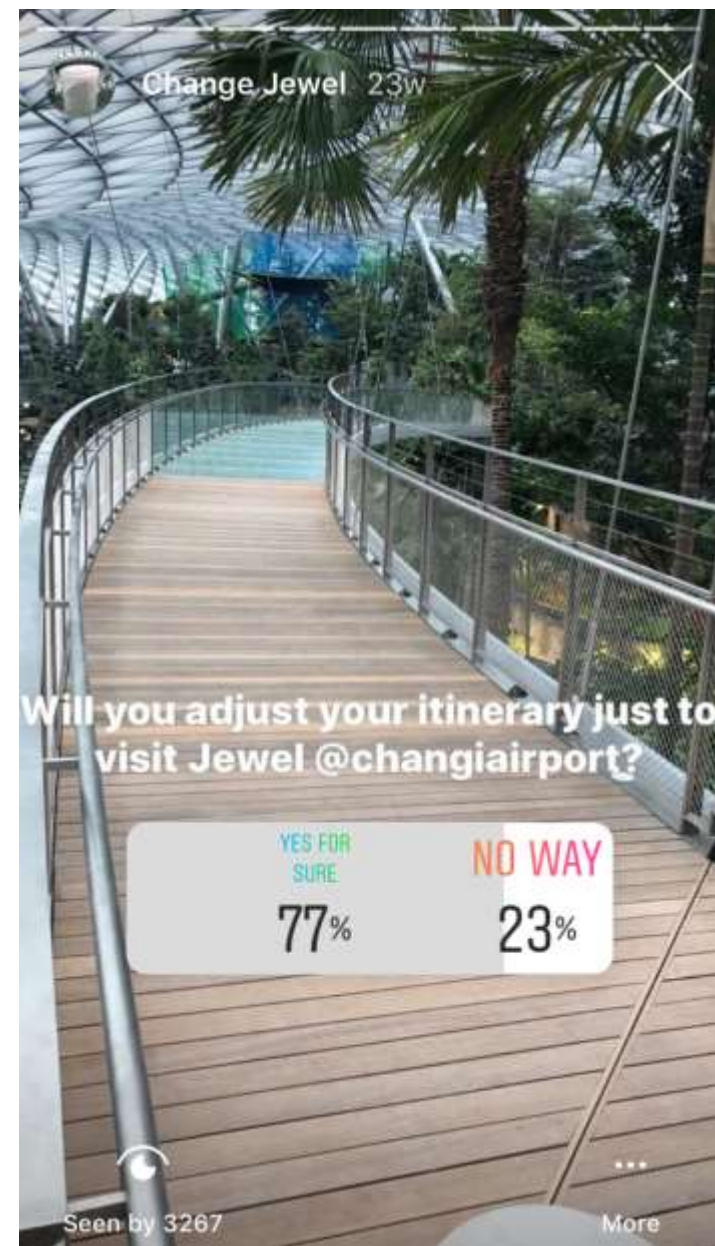 Change Jewel 23w
Will you adjust your itinerary just to
visit Jewel @changiairport?
YES FOR
SURE
NO WAY
77%
23%
Seen by 3267
More